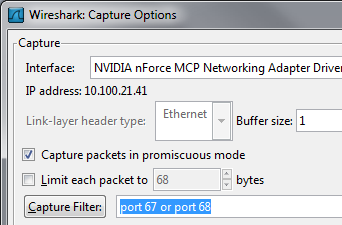 Wireshark: Capture Options
Capture
Interface: NVIDIA nForce MCP Networking Adapter Driver
IP address: 10.100.21.41
Link-layer header type: Ethernet Buffer size: 1
Capture packets in promiscuous mode
Limit each packet to 68 bytes
Capture Filter: port 67 or port 68